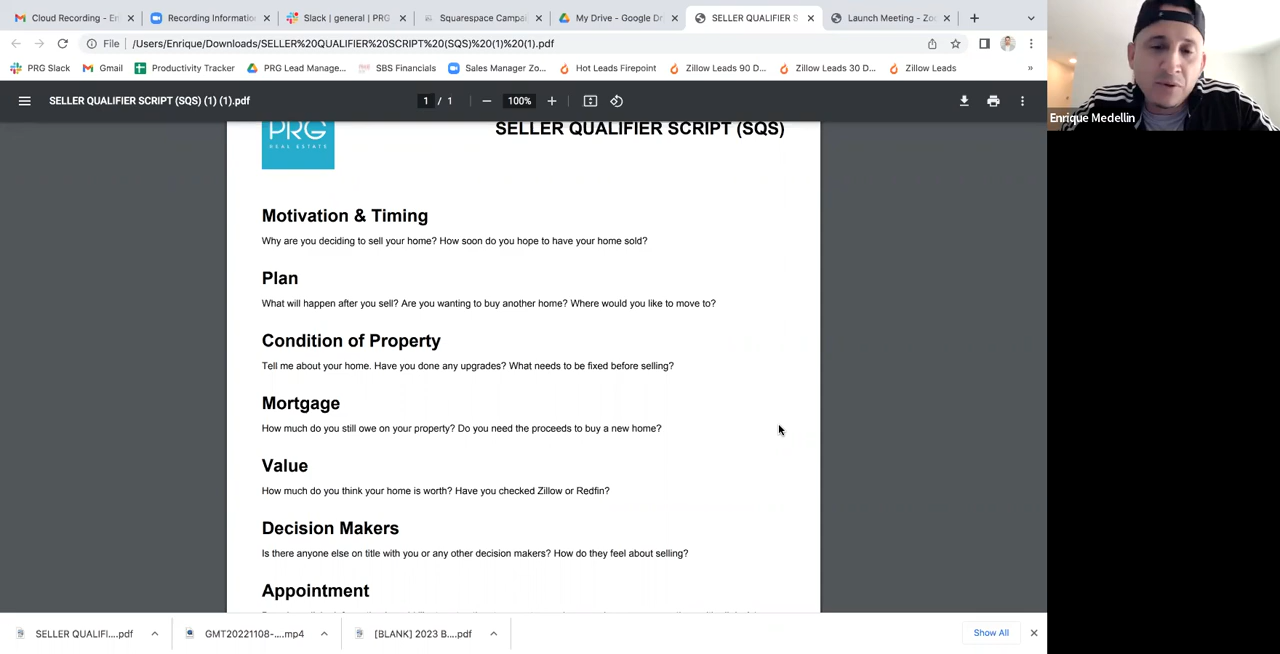 Cloud Recording - En
Recording Informatio
Slack | general | PRG
Squarespace Campai
My Drive - Google Dr
SELLER QUALIFIER S
Launch Meeting - Zoo
File
/Users/Enrique/Downloads/SELLER%20QUALIFIER%20SCRIPT%20(SQS)%20(1)%20(1).pdf
PRG Slack
Gmail
Productivity Tracker
PRG Lead Manage...
SBS Financials
Sales Manager Zo...
Hot Leads Firepoint
Zillow Leads 90 D...
Zillow Leads 30 D...
Zillow Leads
»
SELLER QUALIFIER SCRIPT (SQS) (1) (1).pdf
1 / 1
100%
Enrique Medellin
PRG
REAL ESTATE
SELLER QUALIFIER SCRIPT (SQS)
Motivation & Timing
Why are you deciding to sell your home? How soon do you hope to have your home sold?
Plan
What will happen after you sell? Are you wanting to buy another home? Where would you like to move to?
Condition of Property
Tell me about your home. Have you done any upgrades? What needs to be fixed before selling?
Mortgage
How much do you still owe on your property? Do you need the proceeds to buy a new home?
Value
How much do you think your home is worth? Have you checked Zillow or Redfin?
Decision Makers
Is there anyone else on title with you or any other decision makers? How do they feel about selling?
Appointment
SELLER QUALIFI....pdf
GMT20221108-....mp4
[BLANK] 2023 B....pdf
Show All